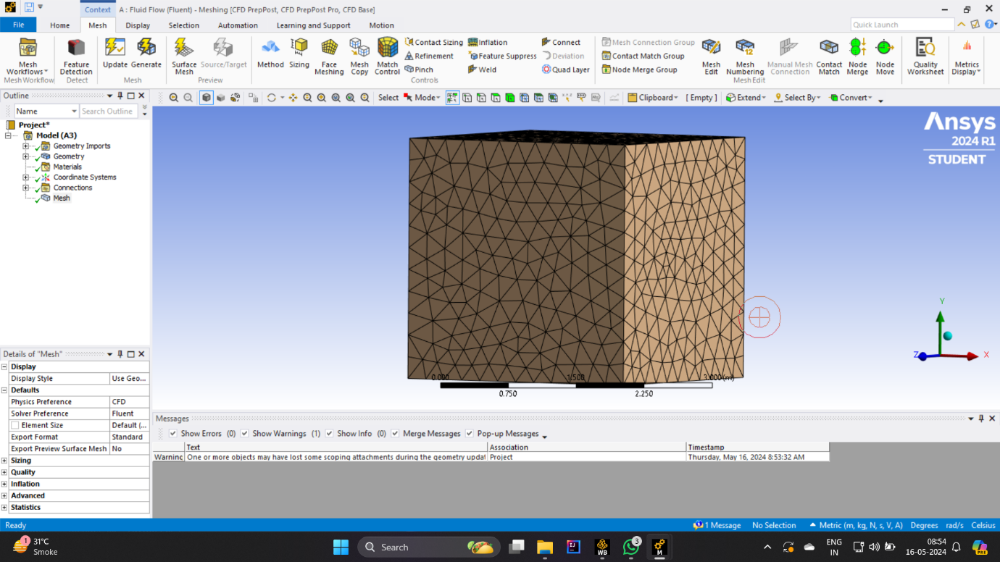 Context
A : Fluid Flow (Fluent) - Meshing [CFD PrepPost, CFD PrepPost Pro, CFD Base]
File Home Mesh Display Selection Automation Learning and Support Motion
Quick Launch
Mesh Workflows
Feature Detection
Update
Generate
Surface Mesh
Source/Target
Method
Sizing
Face Meshing
Mesh Copy
Match Control
Contact Sizing
Refinement
Pinch
Inflation
Feature Suppress
Weld
Connect
Deviation
Quad Layer
Mesh Connection Group
Contact Match Group
Node Merge Group
Mesh Edit
Mesh Numbering
Manual Mesh Connection
Contact Match
Node Merge
Node Move
Quality Worksheet
Metrics Display
Mesh Workflow Detect Mesh Preview Controls Mesh Edit
Outline
Name Search Outline
Select Mode Clipboard [ Empty ] Extend Select By Convert
Project*
Model (A3)
Geometry Imports
Geometry
Materials
Coordinate Systems
Connections
Mesh
Ansys
2024 R1
STUDENT
0.000 1.500 3.000 (m)
0.750 2.250
Y
Z X
Details of "Mesh"
Display
Display Style Use Geo...
Defaults
Physics Preference CFD
Solver Preference Fluent
Element Size Default (...
Export Format Standard
Export Preview Surface Mesh No
Sizing
Quality
Inflation
Advanced
Statistics
Messages
Show Errors (0) Show Warnings (1) Show Info (0) Merge Messages Pop-up Messages
Text Association Timestamp
Warning One or more objects may have lost some scoping attachments during the geometry updat Project Thursday, May 16, 2024 8:53:32 AM
Ready 1 Message No Selection Metric (m, kg, N, s, V, A) Degrees rad/s Celsius
1
31°C
Smoke
Search
WB
3
M
ENG
IN
08:54
16-05-2024
PRE